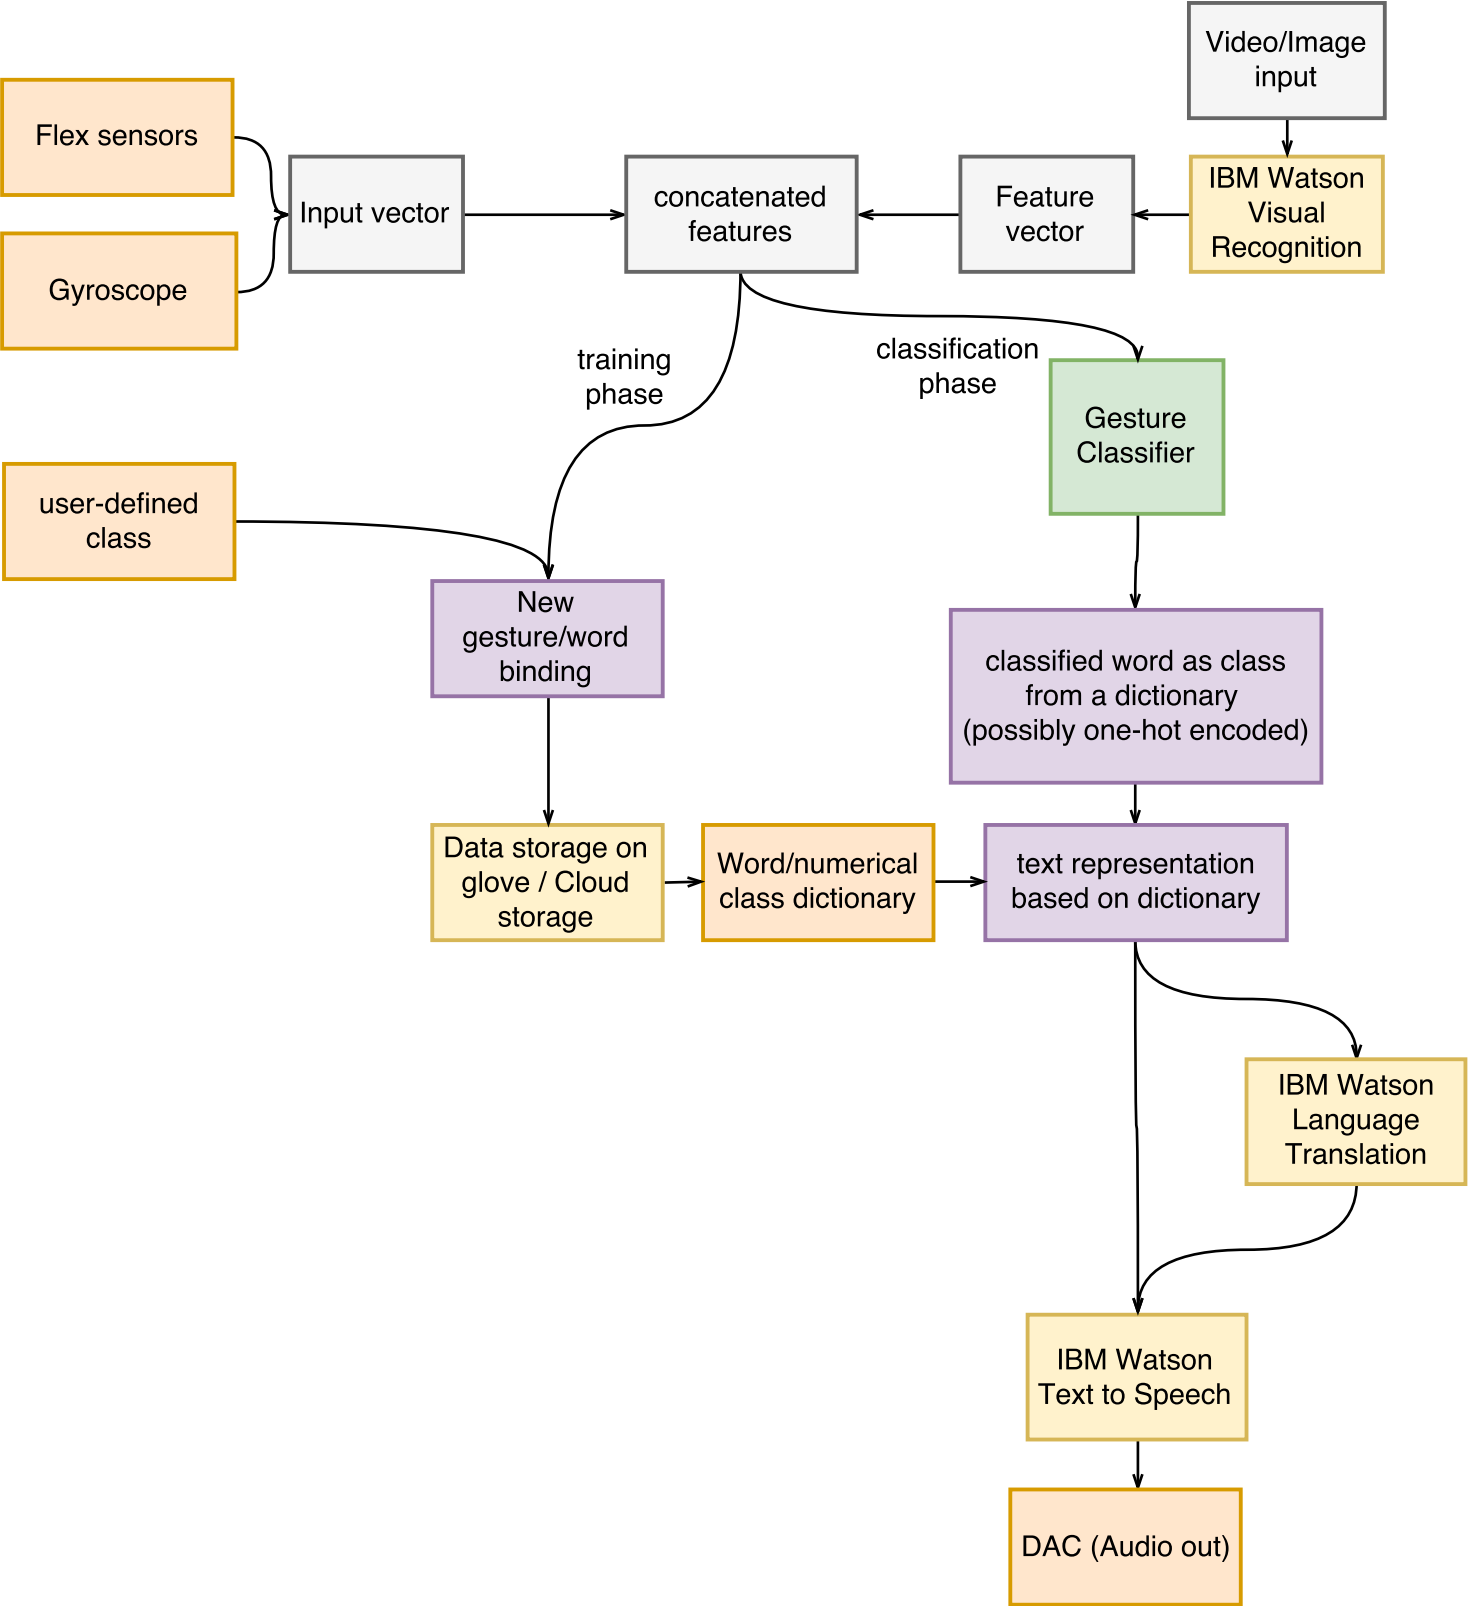 Video/Image
input
Flex sensors
Input vector
concatenated
features
Feature
vector
IBM Watson
Visual
Recognition
Gyroscope
training
phase
classification
phase
Gesture
Classifier
user-defined
class
New
gesture/word
binding
classified word as class
from a dictionary
(possibly one-hot encoded)
Data storage on
glove / Cloud
storage
Word/numerical
class dictionary
text representation
based on dictionary
IBM Watson
Language
Translation
IBM Watson
Text to Speech
DAC (Audio out)